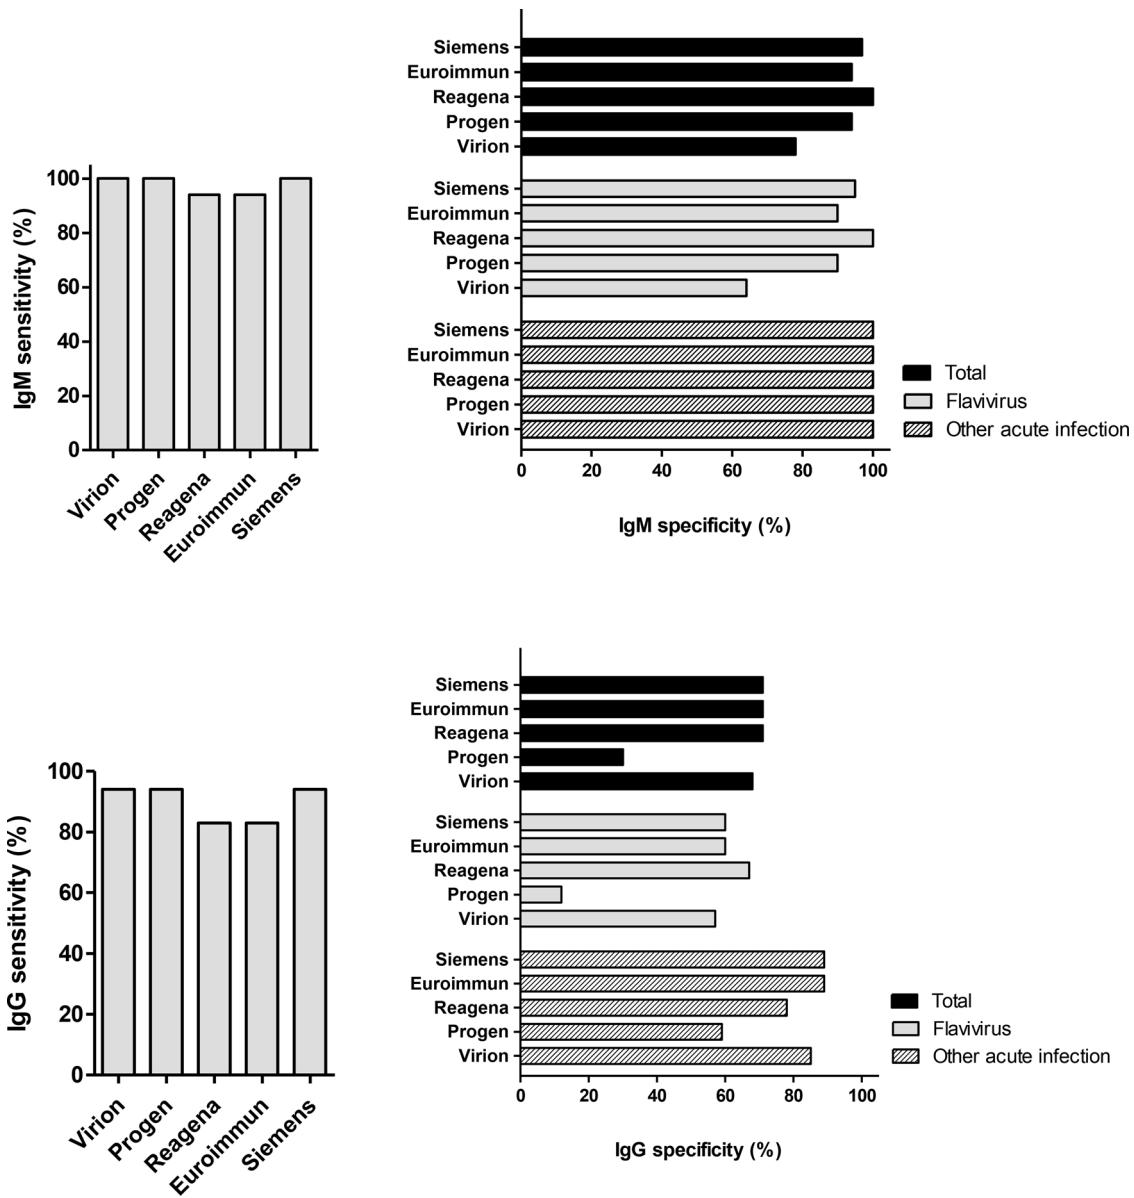 IgM sensitivity (%)
100
80
60
40
20
0
Virion
Progen
Reagena
Euroimmun
Siemens
Siemens
Euroimmun
Reagena
Progen
Virion
Siemens
Euroimmun
Reagena
Progen
Virion
Siemens
Euroimmun
Reagena
Progen
Virion
0 20 40 60 80 100
IgM specificity (%)
Total
Flavivirus
Other acute infection
IgG sensitivity (%)
100
80
60
40
20
0
Virion
Progen
Reagena
Euroimmun
Siemens
Siemens
Euroimmun
Reagena
Progen
Virion
Siemens
Euroimmun
Reagena
Progen
Virion
Siemens
Euroimmun
Reagena
Progen
Virion
0 20 40 60 80 100
IgG specificity (%)
Total
Flavivirus
Other acute infection